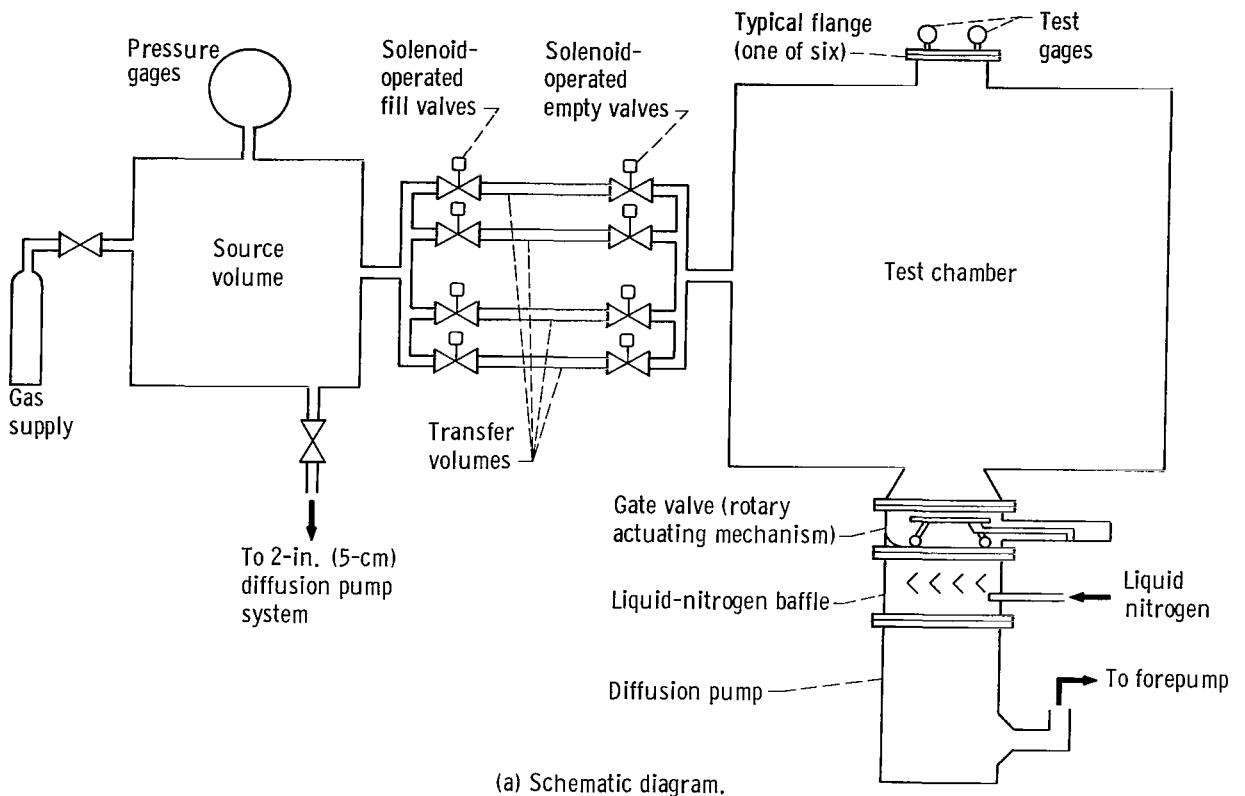 Pressure
gages
Solenoid-
operated
fill valves
Solenoid-
operated
empty valves
Typical flange
(one of six)
Test
gages
Source
volume
Test chamber
Gas
supply
Transfer
volumes
To 2-in. (5-cm)
diffusion pump
system
Gate valve (rotary
actuating mechanism)
Liquid-nitrogen baffle
Liquid
nitrogen
Diffusion pump
To forepump
(a) Schematic diagram.